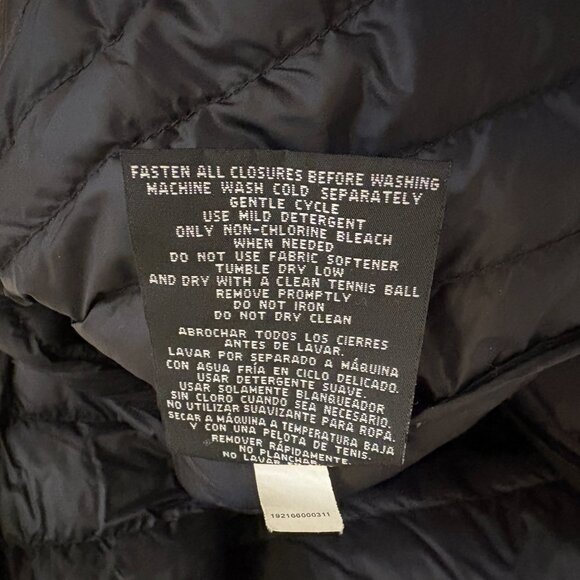 FASTEN ALL CLOSURES BEFORE WASHING
MACHINE WASH COLD SEPARATELY
GENTLE CYCLE
USE MILD DETERGENT
ONLY NON-CHLORINE BLEACH
WHEN NEEDED
DO NOT USE FABRIC SOFTENER
TUMBLE DRY LOW
AND DRY WITH A CLEAN TENNIS BALL
REMOVE PROMPTLY
DO NOT IRON
DO NOT DRY CLEAN
ABROCHAR TODOS LOS CIERRES
ANTES DE LAVAR.
LAVAR POR SEPARADO A MÁQUINA
CON AGUA FRÍA EN CICLO DELICADO.
USAR DETERGENTE SUAVE.
USAR SOLAMENTE BLANQUEADOR
SIN CLORO CUANDO SEA NECESARIO.
NO UTILIZAR SUAVIZANTE PARA ROPA.
SECAR A MÁQUINA A TEMPERATURA BAJA
Y CON UNA PELOTA DE TENIS.
REMOVER RÁPIDAMENTE.
NO PLANCHAR.
NO LAVAR
192166000311